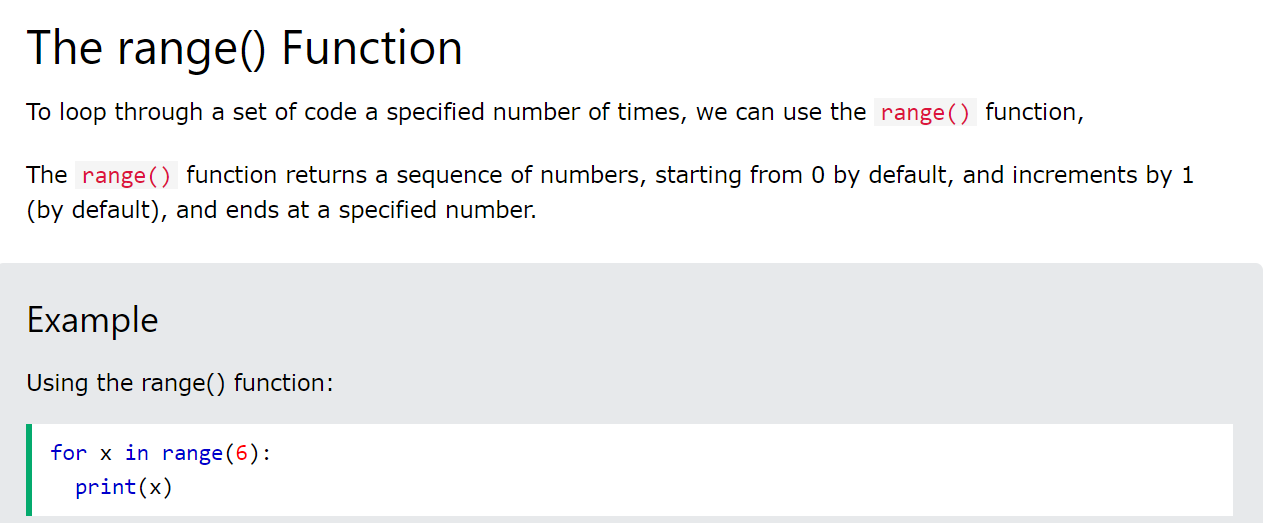 The range() Function
To loop through a set of code a specified number of times, we can use the range() function,
The range() function returns a sequence of numbers, starting from 0 by default, and increments by 1
(by default), and ends at a specified number.
Example
Using the range() function:
for x in range(6):
  print(x)